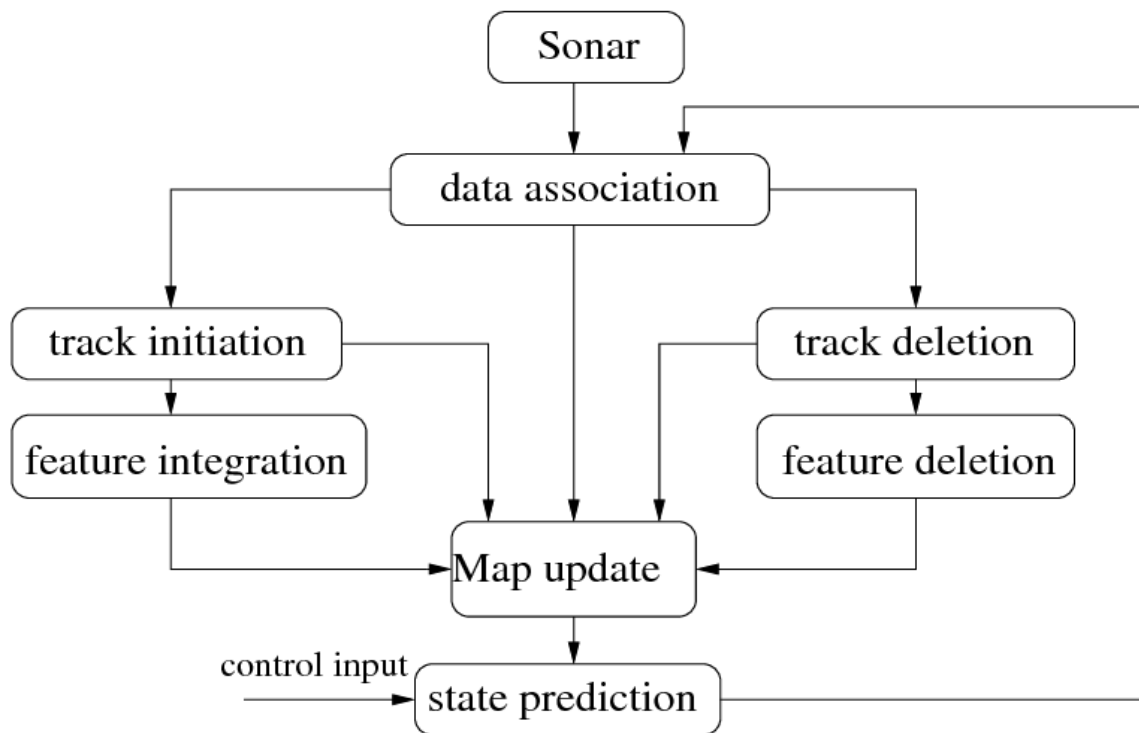 Sonar
data association
track initiation
track deletion
feature integration
feature deletion
Map update
control input
state prediction